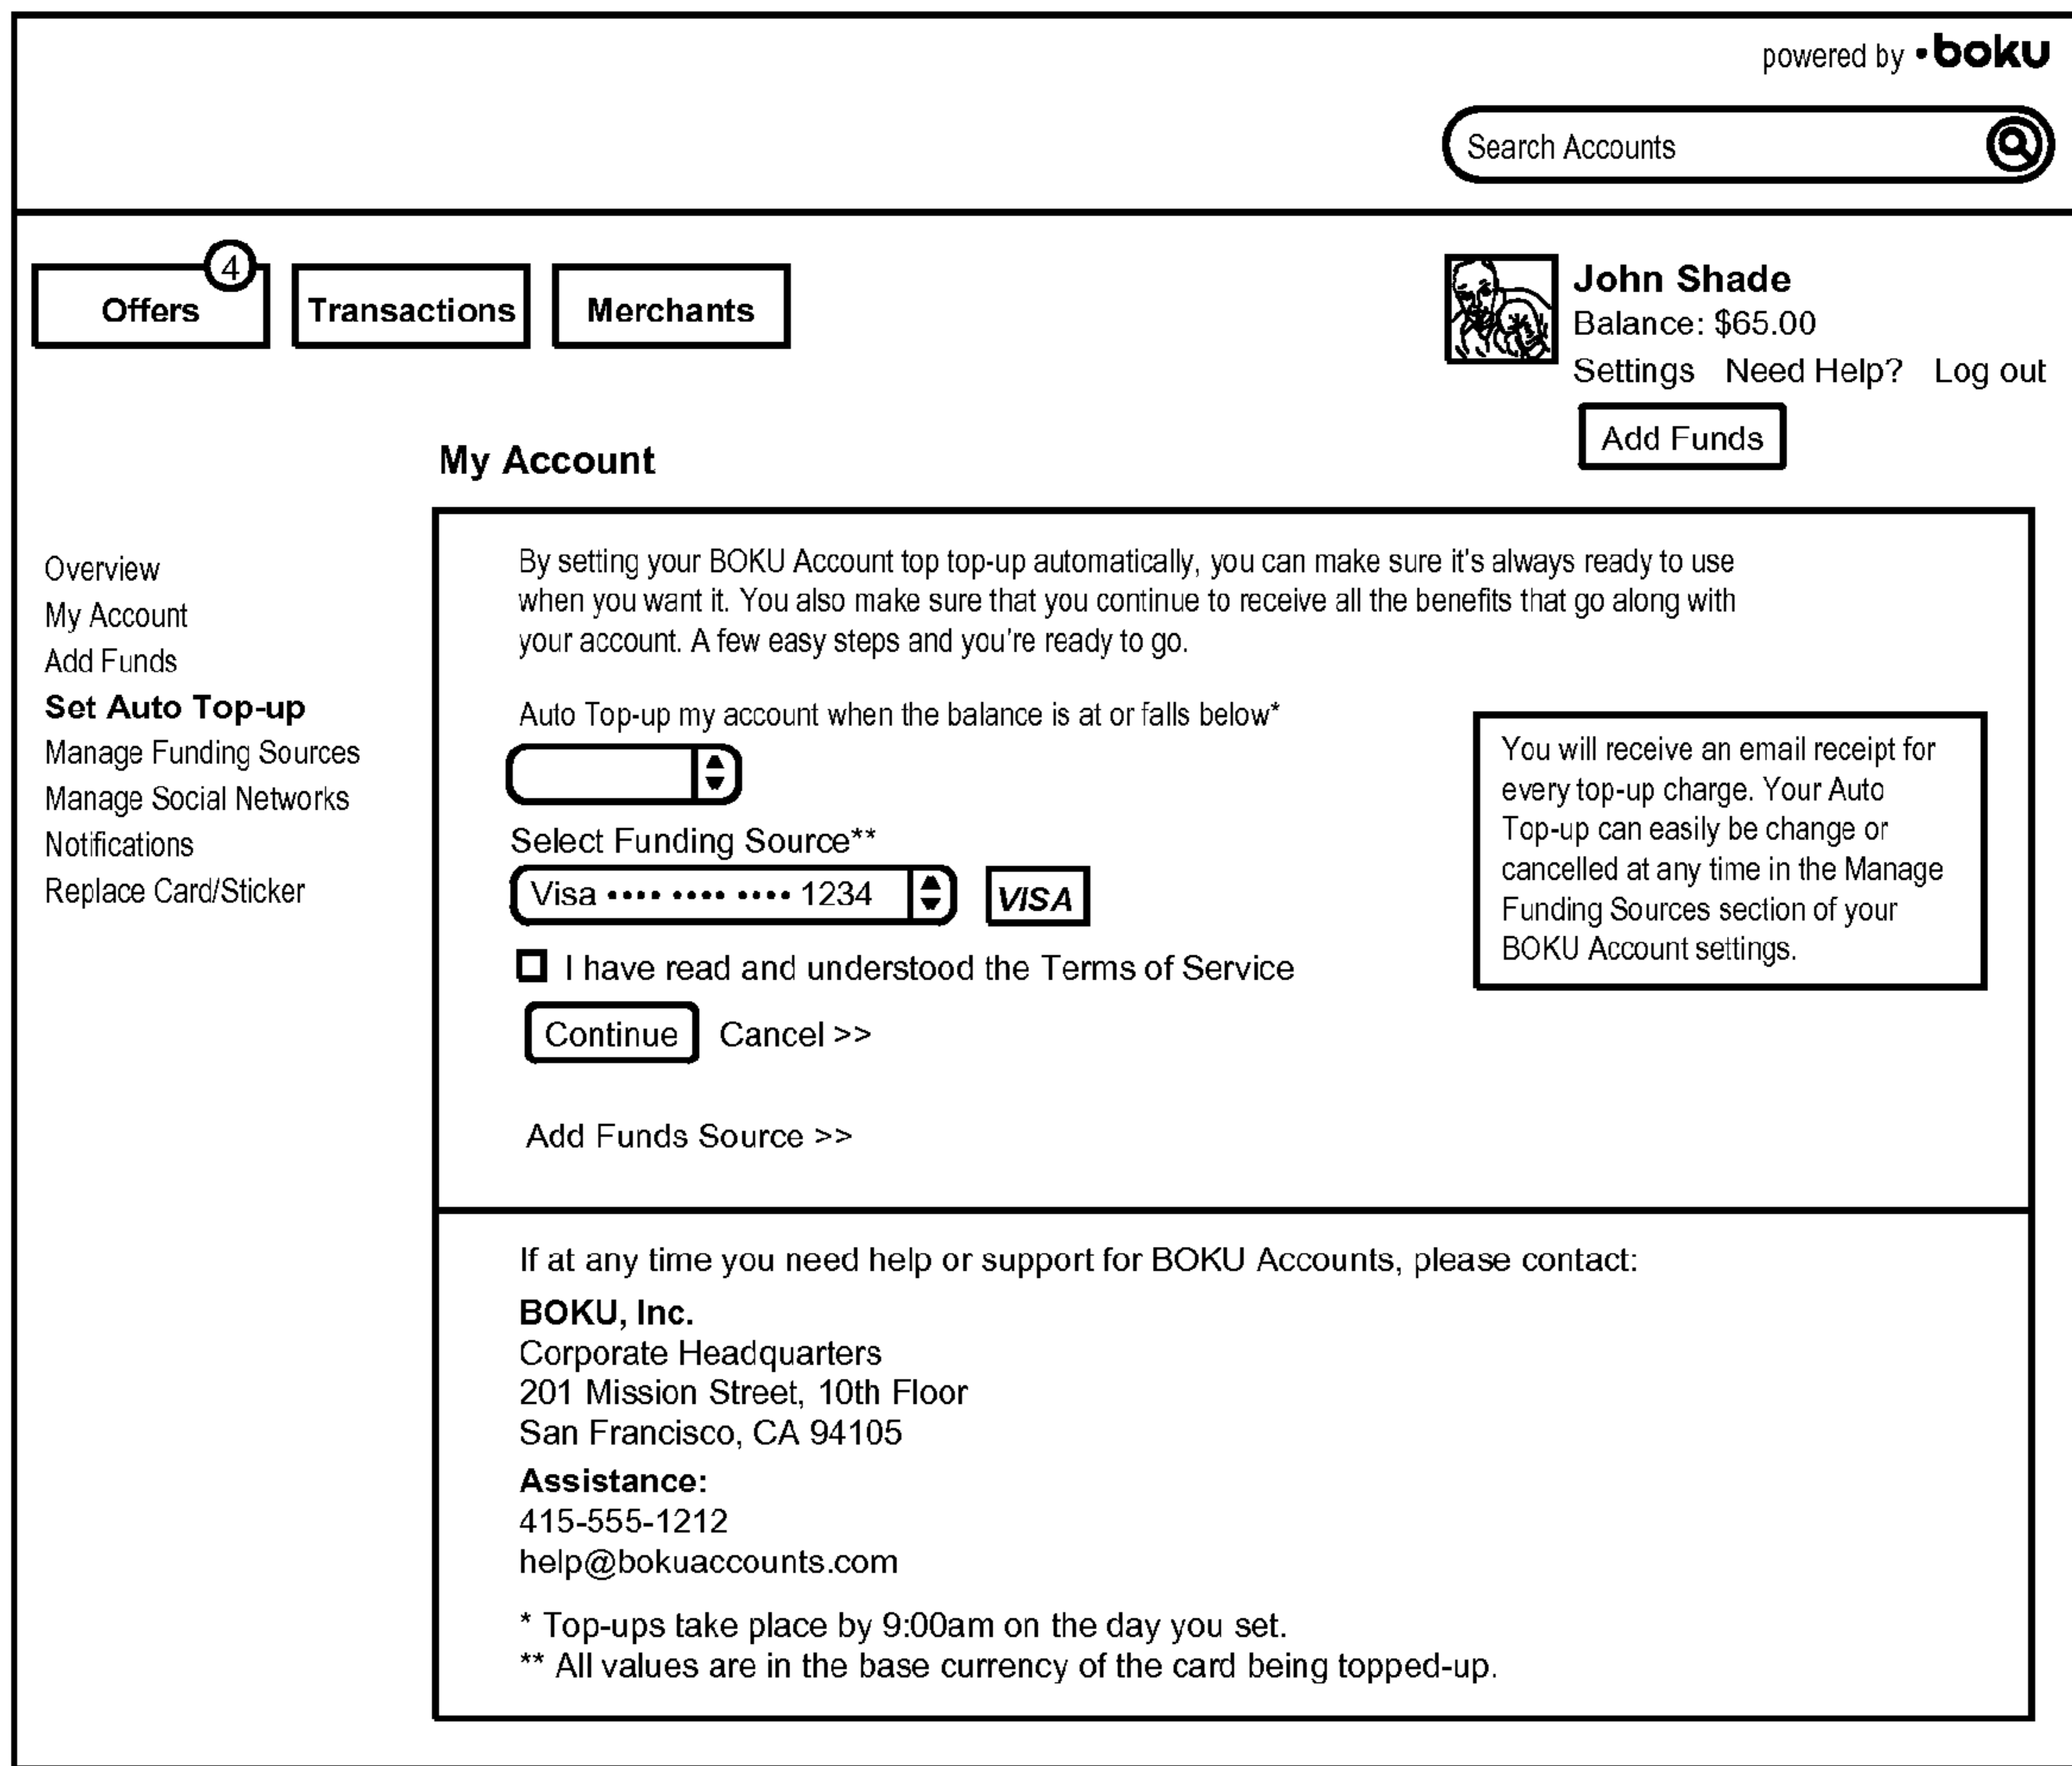 powered by •boku
Search Accounts
4
Offers
Transactions
Merchants
John Shade
Balance: $65.00
Settings Need Help? Log out
Add Funds
My Account
Overview
My Account
Add Funds
Set Auto Top-up
Manage Funding Sources
Manage Social Networks
Notifications
Replace Card/Sticker
By setting your BOKU Account top top-up automatically, you can make sure it's always ready to use
when you want it. You also make sure that you continue to receive all the benefits that go along with
your account. A few easy steps and you're ready to go.
Auto Top-up my account when the balance is at or falls below*
Select Funding Source**
Visa •••• •••• •••• 1234
VISA
I have read and understood the Terms of Service
Continue Cancel >>
Add Funds Source >>
You will receive an email receipt for
every top-up charge. Your Auto
Top-up can easily be change or
cancelled at any time in the Manage
Funding Sources section of your
BOKU Account settings.
If at any time you need help or support for BOKU Accounts, please contact:
BOKU, Inc.
Corporate Headquarters
201 Mission Street, 10th Floor
San Francisco, CA 94105
Assistance:
415-555-1212
help@bokuaccounts.com
* Top-ups take place by 9:00am on the day you set.
** All values are in the base currency of the card being topped-up.